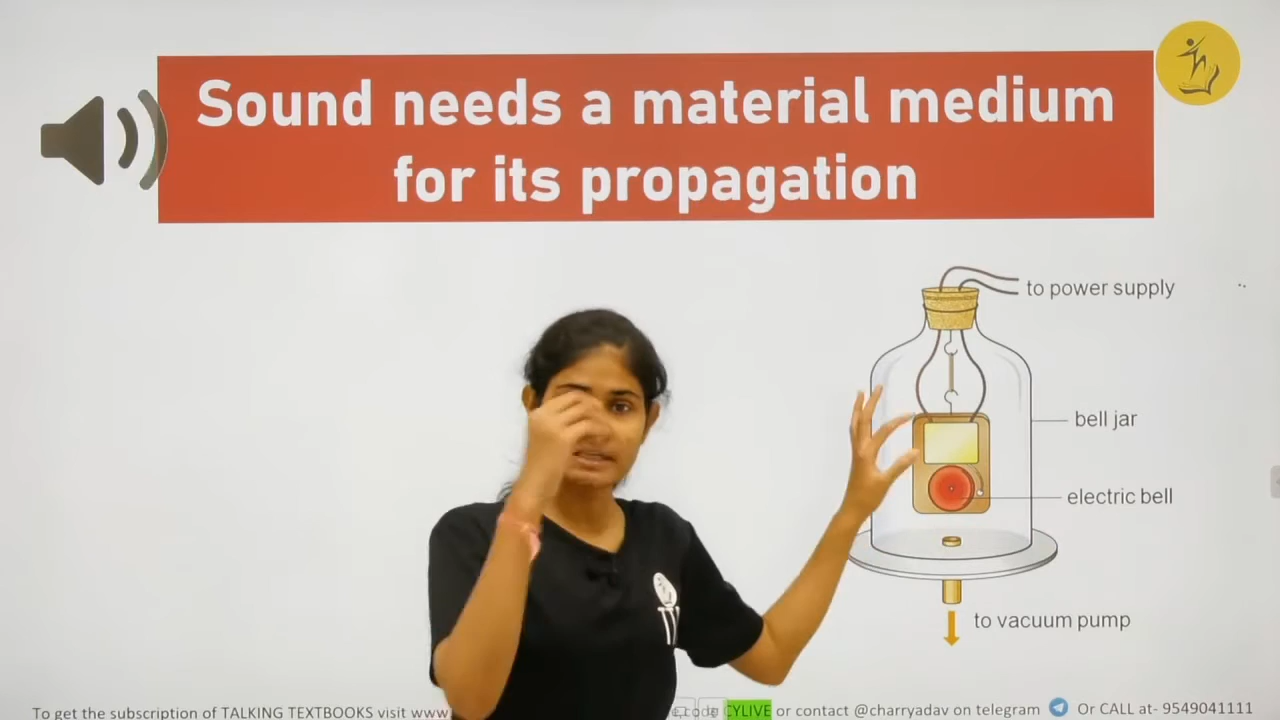 Sound needs a material medium
for its propagation
to power supply
bell jar
electric bell
to vacuum pump
To get the subscription of TALKING TEXTBOOKS visit www
CYLIVE or contact @charryadav on telegram Or CALL at- 9549041111